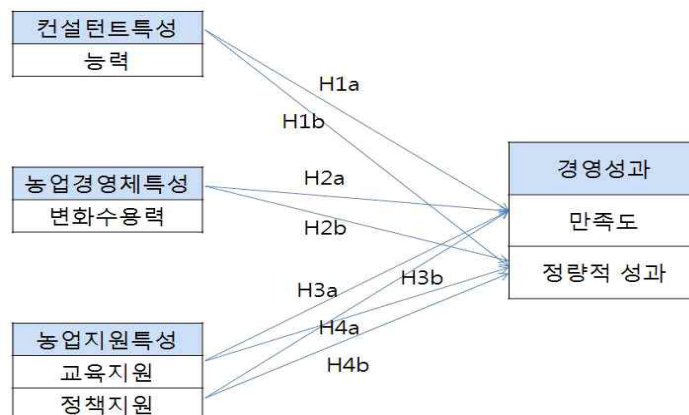 컨설턴트특성
능력
H1a
H1b
농업경영체특성
변화수용력
H2a
H2b
경영성과
만족도
정량적 성과
H3a
H3b
H4a
H4b
농업지원특성
교육지원
정책지원